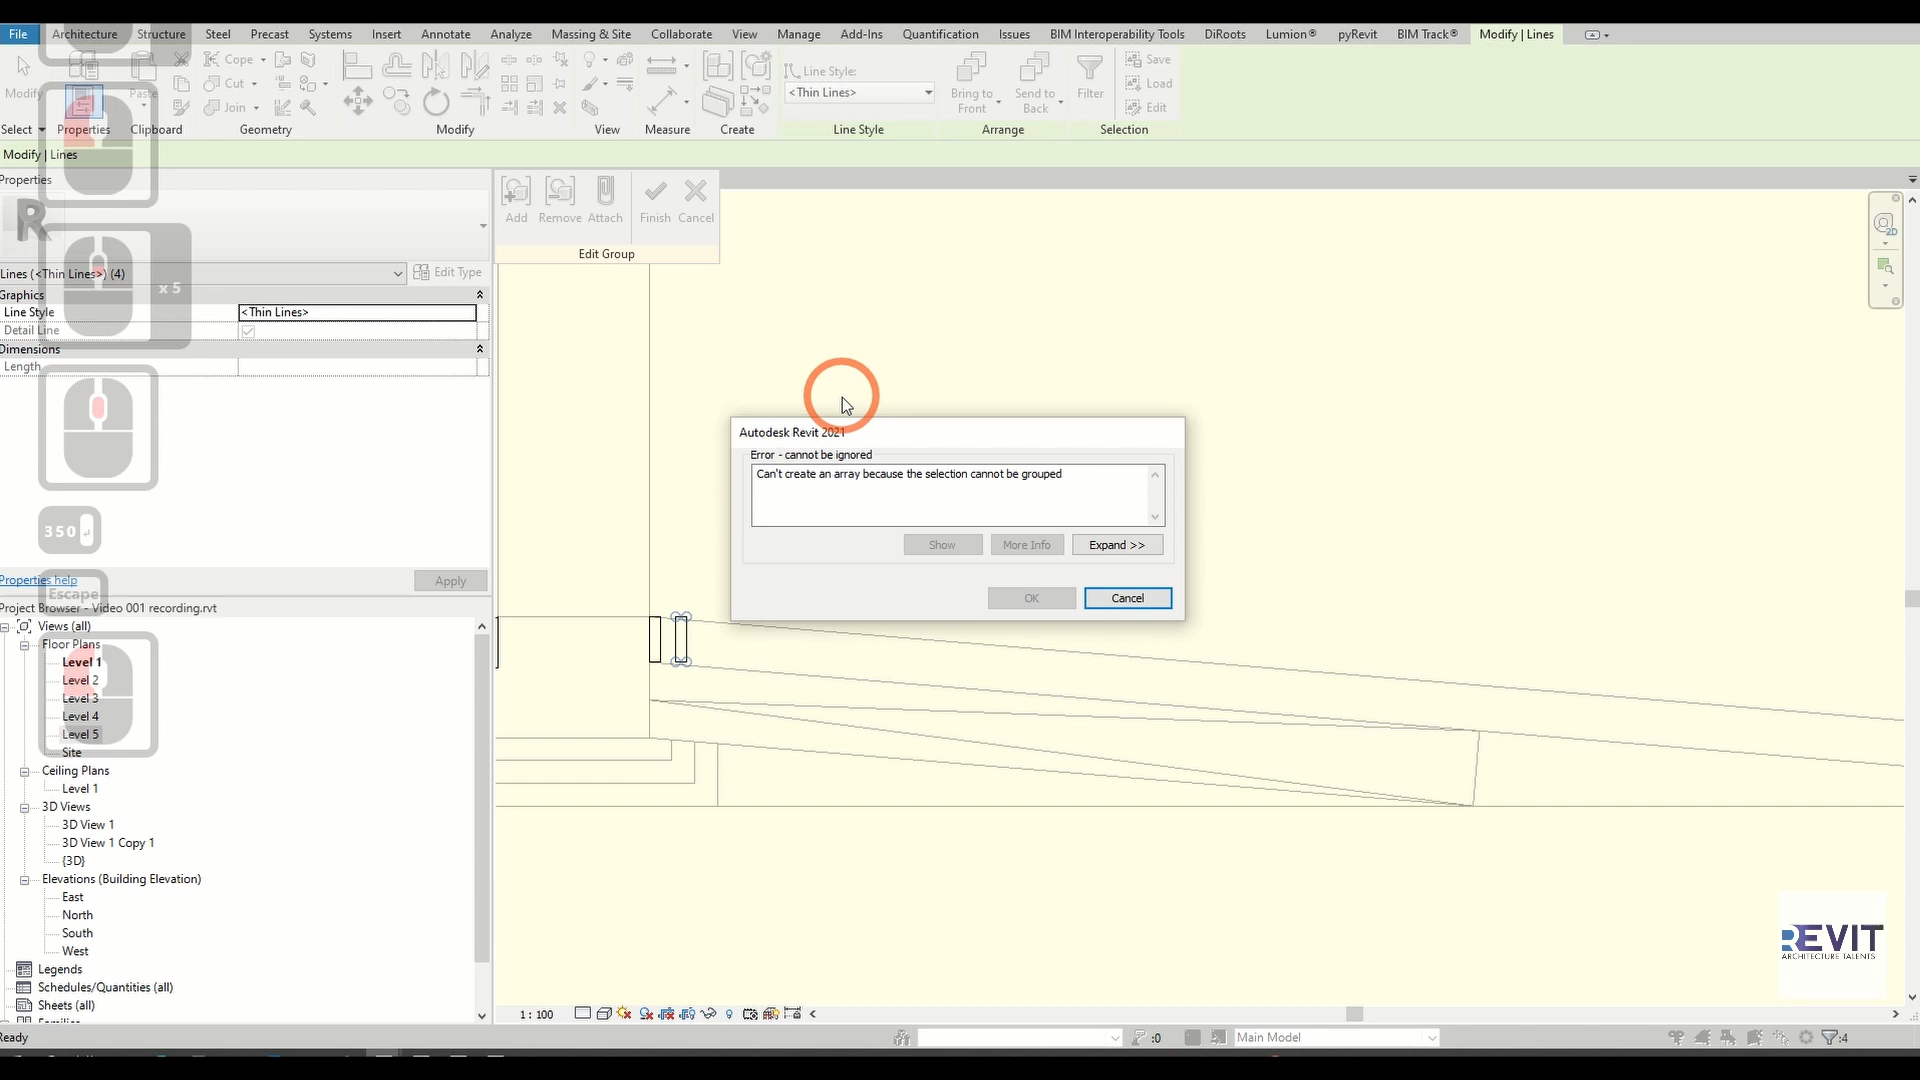 File Architecture Structure Steel Precast Systems Insert Annotate Analyze Massing & Site Collaborate View Manage Add-Ins Quantification Issues BIM Interoperability Tools DiRoots Lumion® pyRevit BIM Track® Modify | Lines
Cope
Line Style:
Save
Modify
Paste
Cut
<Thin Lines>
Bring to Front
Send to Back
Filter
Load
Join
Edit
Select Properties Clipboard Geometry Modify View Measure Create Line Style Arrange Selection
Modify | Lines
Properties
Add Remove Attach Finish Cancel
Edit Group
R
2D
Lines (<Thin Lines>) (4)
Edit Type
x 5
Graphics
Line Style <Thin Lines>
Detail Line
Dimensions
Length
Autodesk Revit 2021
Error - cannot be ignored
Can't create an array because the selection cannot be grouped
Show More Info Expand >>
OK Cancel
350
Properties help
Apply
Escape
Project Browser - Video 001 recording.rvt
Views (all)
Floor Plans
Level 1
Level 2
Level 3
Level 4
Level 5
Site
Ceiling Plans
Level 1
3D Views
3D View 1
3D View 1 Copy 1
{3D}
Elevations (Building Elevation)
East
North
South
West
Legends
Schedules/Quantities (all)
Sheets (all)
REVIT
ARCHITECTURE TALENTS
1 : 100
Ready
:0
Main Model
:4